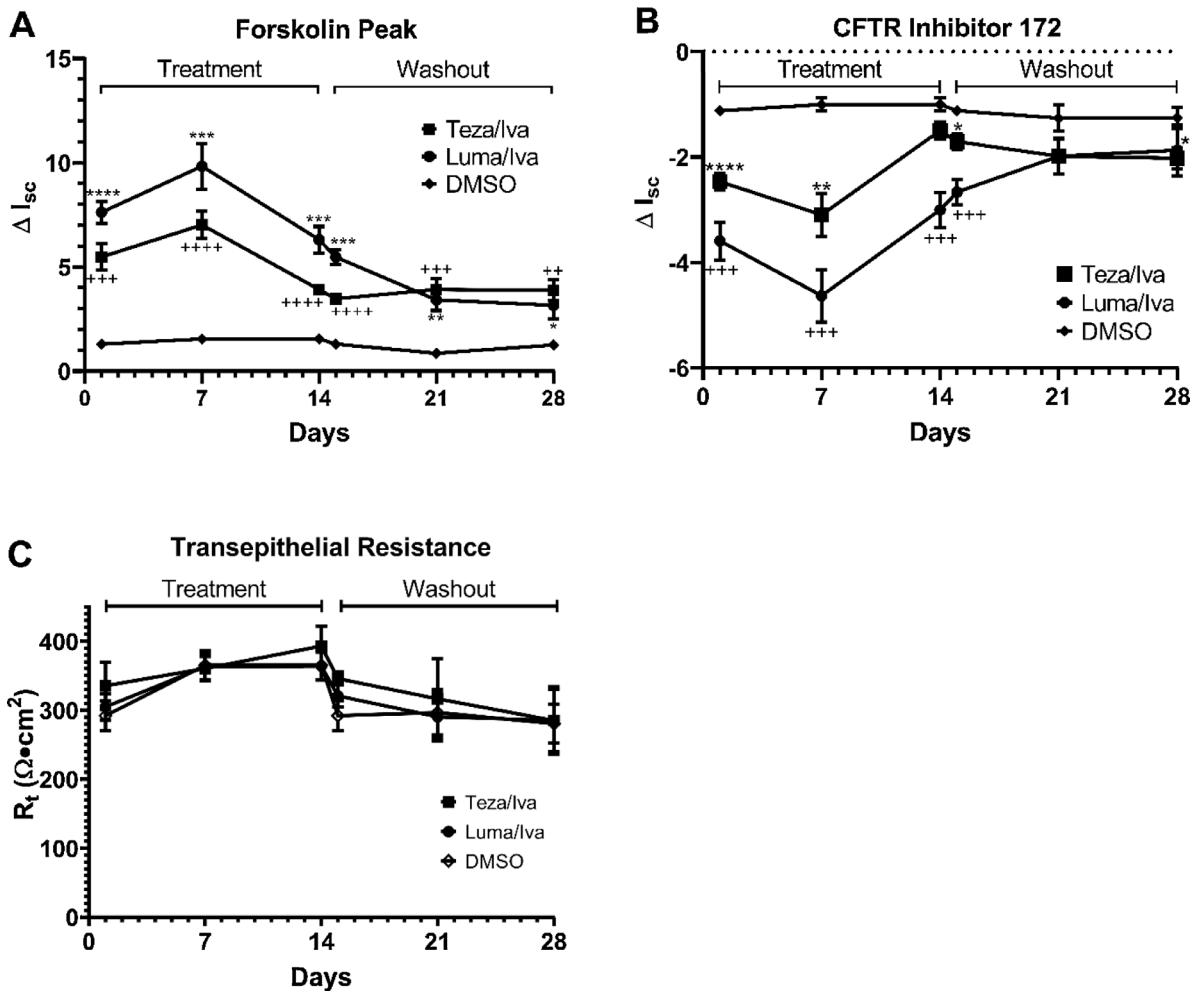 A
Forskolin Peak
Treatment
Washout
15
10
5
0
Δ Isc
****
***
***
***
+++
++++
++++
++++
+++
**
++
*
Teza/Iva
Luma/Iva
DMSO
0
7
14
21
28
Days
B
CFTR Inhibitor 172
Treatment
Washout
0
-2
-4
-6
Δ Isc
****
**
*
*
+++
+++
+++
+++
Teza/Iva
Luma/Iva
DMSO
0
7
14
21
28
Days
C
Transepithelial Resistance
Treatment
Washout
400
300
200
100
0
Rt (Ω•cm²)
Teza/Iva
Luma/Iva
DMSO
0
7
14
21
28
Days